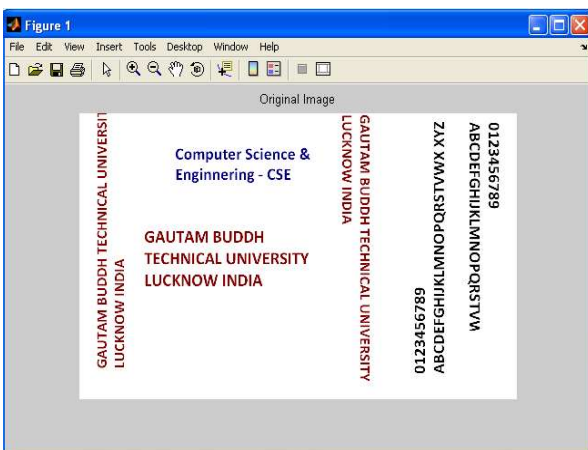 Figure 1
File Edit View Insert Tools Desktop Window Help
Original Image
GAUTAM BUDDH TECHNICAL UNIVERSIT
LUCKNOW INDIA
Computer Science &
Enginnering - CSE
GAUTAM BUDDH
TECHNICAL UNIVERSITY
LUCKNOW INDIA
GAUTAM BUDDH TECHNICAL UNIVERSITY
LUCKNOW INDIA
0123456789
ABCDEFGHIJKLMNOPQRSTVWX XYZ
0123456789
ABCDEFGHIJKLMNOPQRSTVW